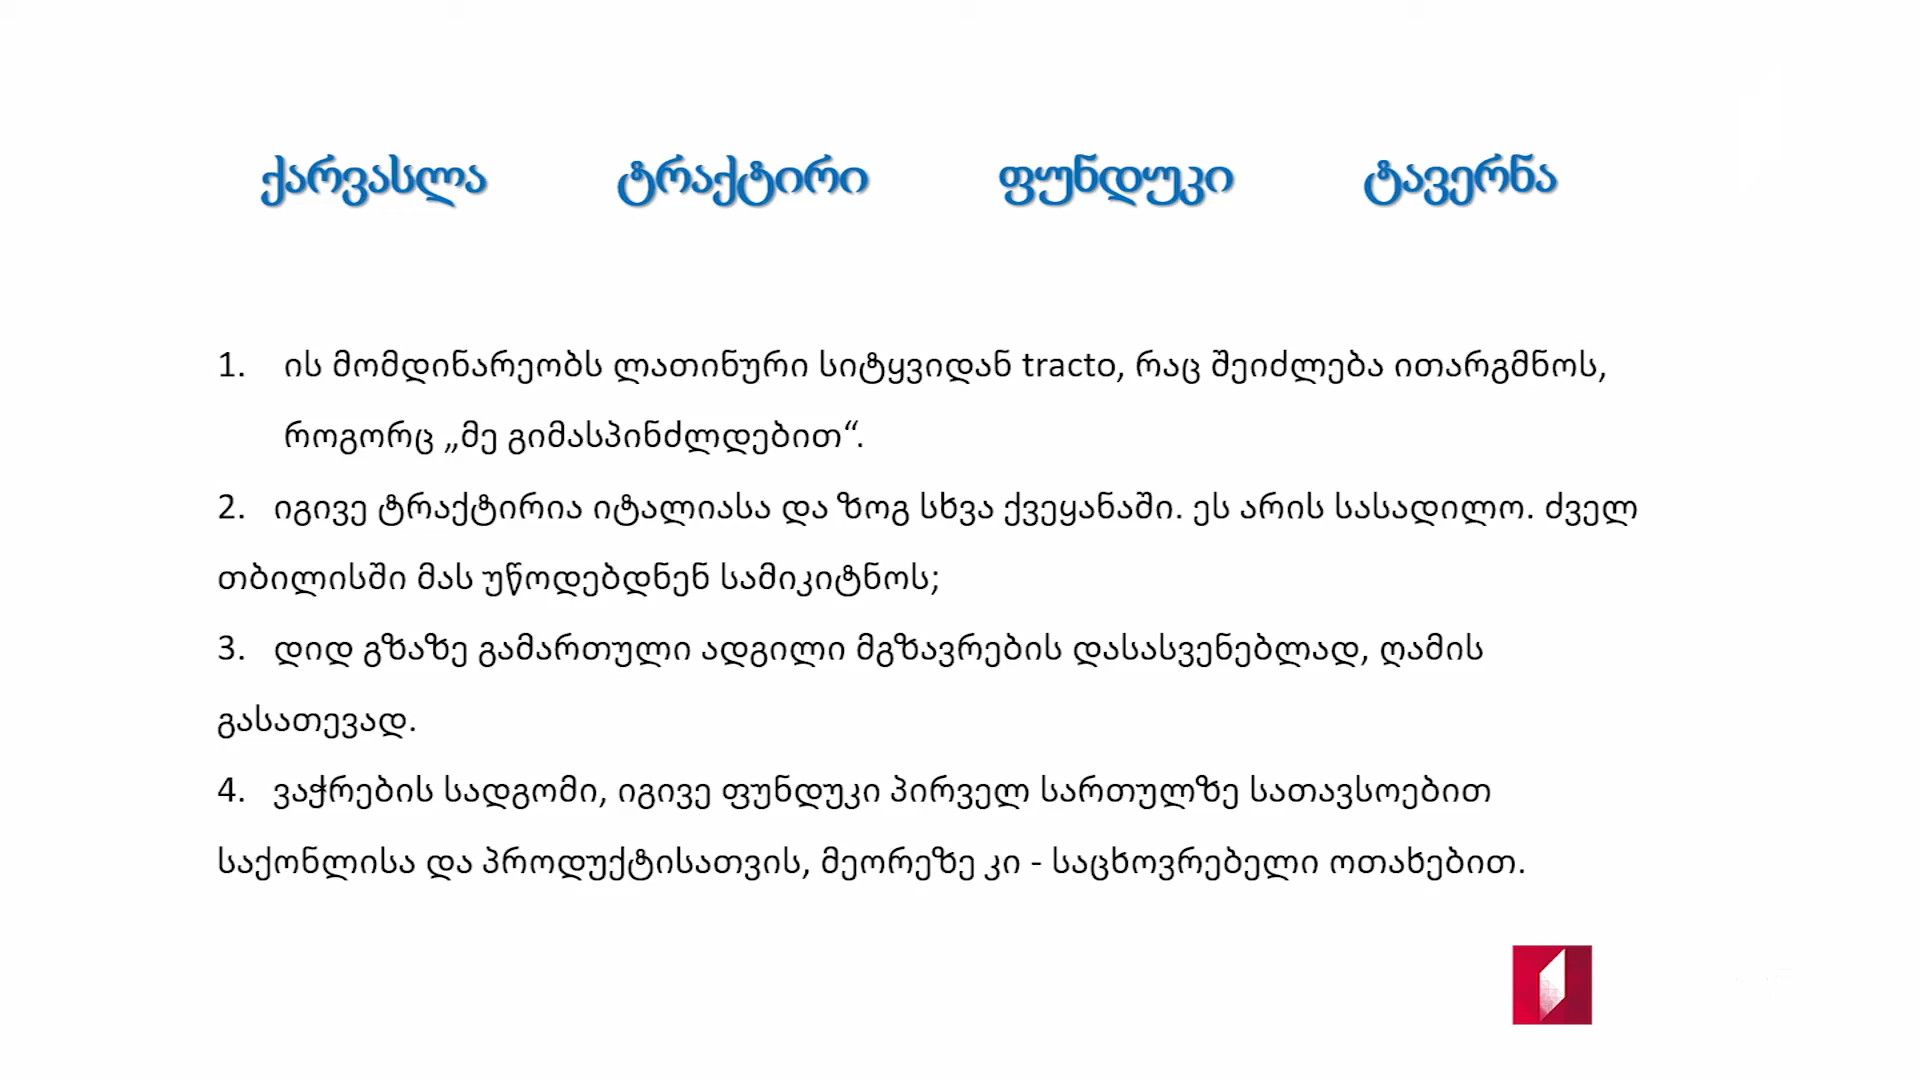 ქარვასლა ტრაქტირი ფუნდუკი ტავერნა
1. ის მომდინარეობს ლათინური სიტყვიდან tracto, რაც შეიძლება ითარგმნოს,
როგორც „მე გიმასპინძლდებით“.
2. იგივე ტრაქტირია იტალიასა და ზოგ სხვა ქვეყანაში. ეს არის სასადილო. ძველ
თბილისში მას უწოდებდნენ სამიკიტნოს;
3. დიდ გზაზე გამართული ადგილი მგზავრების დასასვენებლად, ღამის
გასათევად.
4. ვაჭრების სადგომი, იგივე ფუნდუკი პირველ სართულზე სათავსოებით
საქონლისა და პროდუქტისათვის, მეორეზე კი - საცხოვრებელი ოთახებით.